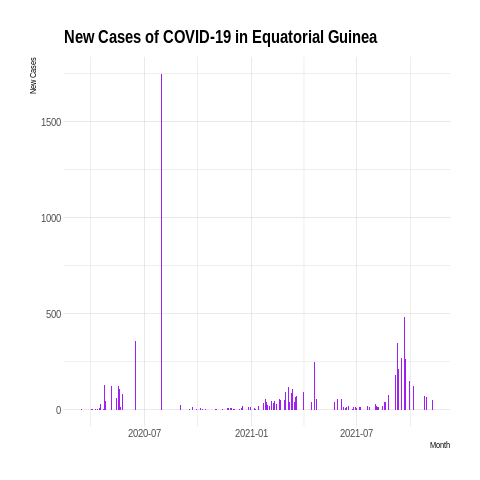 New Cases of COVID-19 in Equatorial Guinea
New Cases
1500
1000
500
0
2020-07 2021-01 2021-07
Month